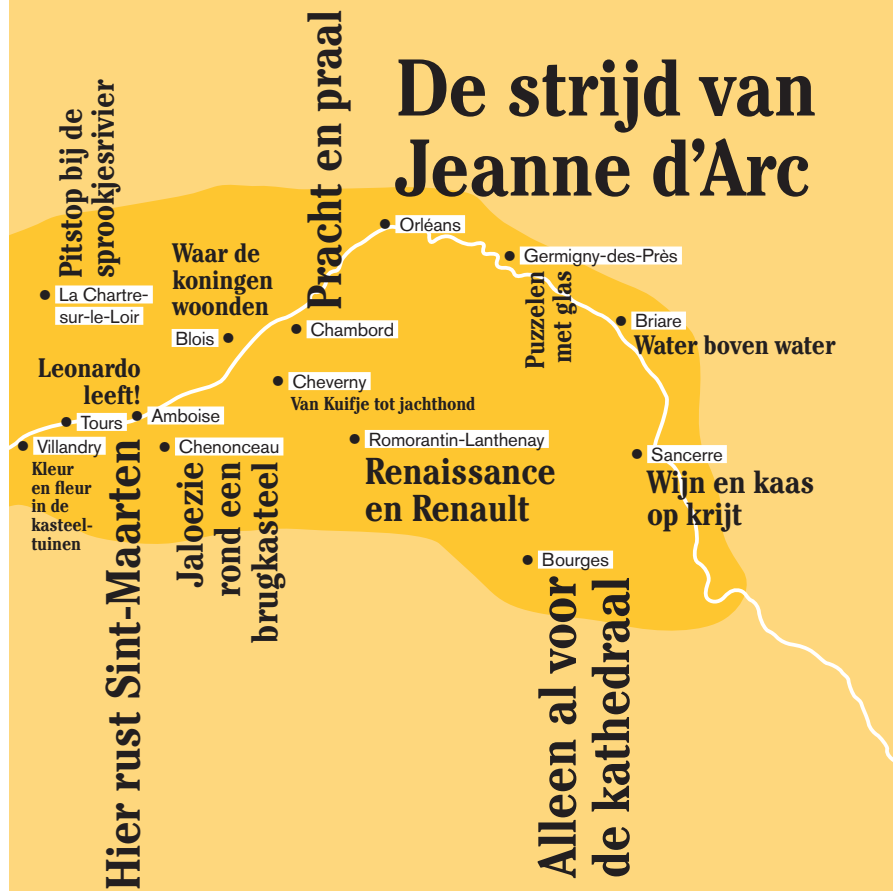 De strijd van
Jeanne d’Arc
Orléans
Pracht en praal
Chambord
Pitstop bij de
sprookjesrivier
La Chartre-
sur-le-Loir
Waar de
koningen
woonden
Blois
Germigny-des-Près
Puzzelen
met glas
Briare
Water boven water
Leonardo
leeft!
Amboise
Cheverny
Van Kuifje tot jachthond
Tours
Hier rust Sint-Maarten
Villandry
Kleur
en fleur
in de
kasteel-
tuinen
Chenonceau
Jaloezie
rond een
brugkasteel
Romorantin-Lanthenay
Renaissance
en Renault
Sancerre
Wijn en kaas
op krijt
Bourges
Alleen al voor
de kathedraal